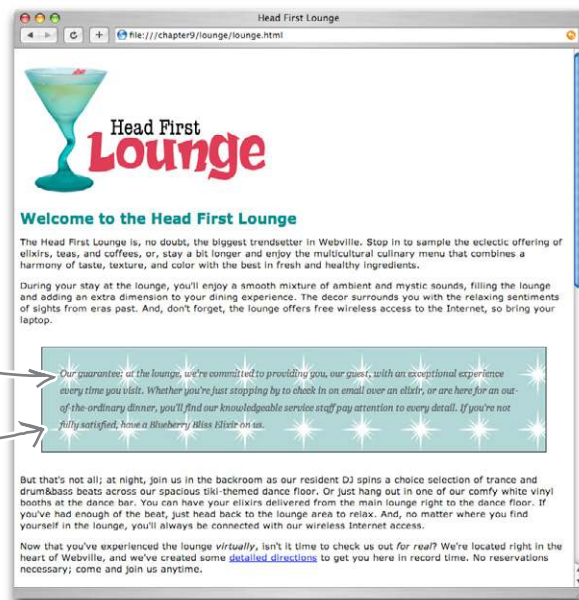 Head First Lounge
file:///chapter9/lounge/lounge.html
Head First
Lounge
Welcome to the Head First Lounge
The Head First Lounge is, no doubt, the biggest trendsetter in Webville. Stop in to sample the eclectic offering of
elixirs, teas, and coffees, or, stay a bit longer and enjoy the multicultural culinary menu that combines a
harmony of taste, texture, and color with the best in fresh and healthy ingredients.
During your stay at the lounge, you'll enjoy a smooth mixture of ambient and mystic sounds, filling the lounge
and adding an extra dimension to your dining experience. The decor surrounds you with the relaxing sentiments
of sights from eras past. And, don't forget, the lounge offers free wireless access to the Internet, so bring your
laptop.
Our guarantee: at the lounge, we're committed to providing you, our guest, with an exceptional experience
every time you visit. Whether you're just stopping by to check in on email over an elixir, or are here for an out-
of-the-ordinary dinner, you'll find our knowledgeable service staff pay attention to every detail. If you're not
fully satisfied, have a Blueberry Bliss Elixir on us.
But that's not all; at night, join us in the backroom as our resident DJ spins a choice selection of trance and
drum&bass beats across our spacious tiki-themed dance floor. Or just hang out in one of our comfy white vinyl
booths at the dance bar. You can have your elixirs delivered from the main lounge right to the dance floor. If
you've had enough of the beat, just head back to the lounge area to relax. And, no matter where you find
yourself in the lounge, you'll always be connected with our wireless Internet access.
Now that you've experienced the lounge virtually, isn't it time to check us out for real? We're located right in the
heart of Webville, and we've created some detailed directions to get you here in record time. No reservations
necessary; come and join us anytime.